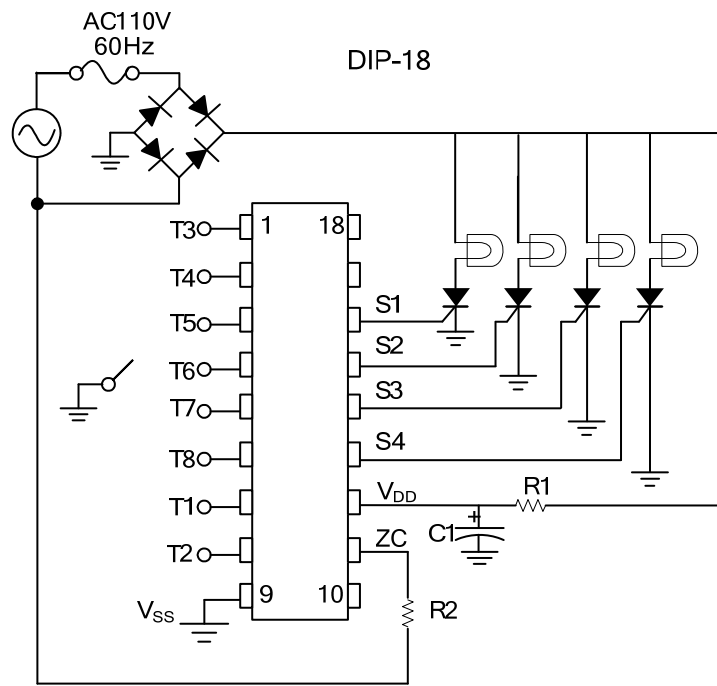 AC110V
60Hz
DIP-18
T3
1
18
T4
T5
S1
T6
S2
T7
S3
T8
S4
T1
VDD
R1
C1
+
T2
ZC
VSS
9
10
R2